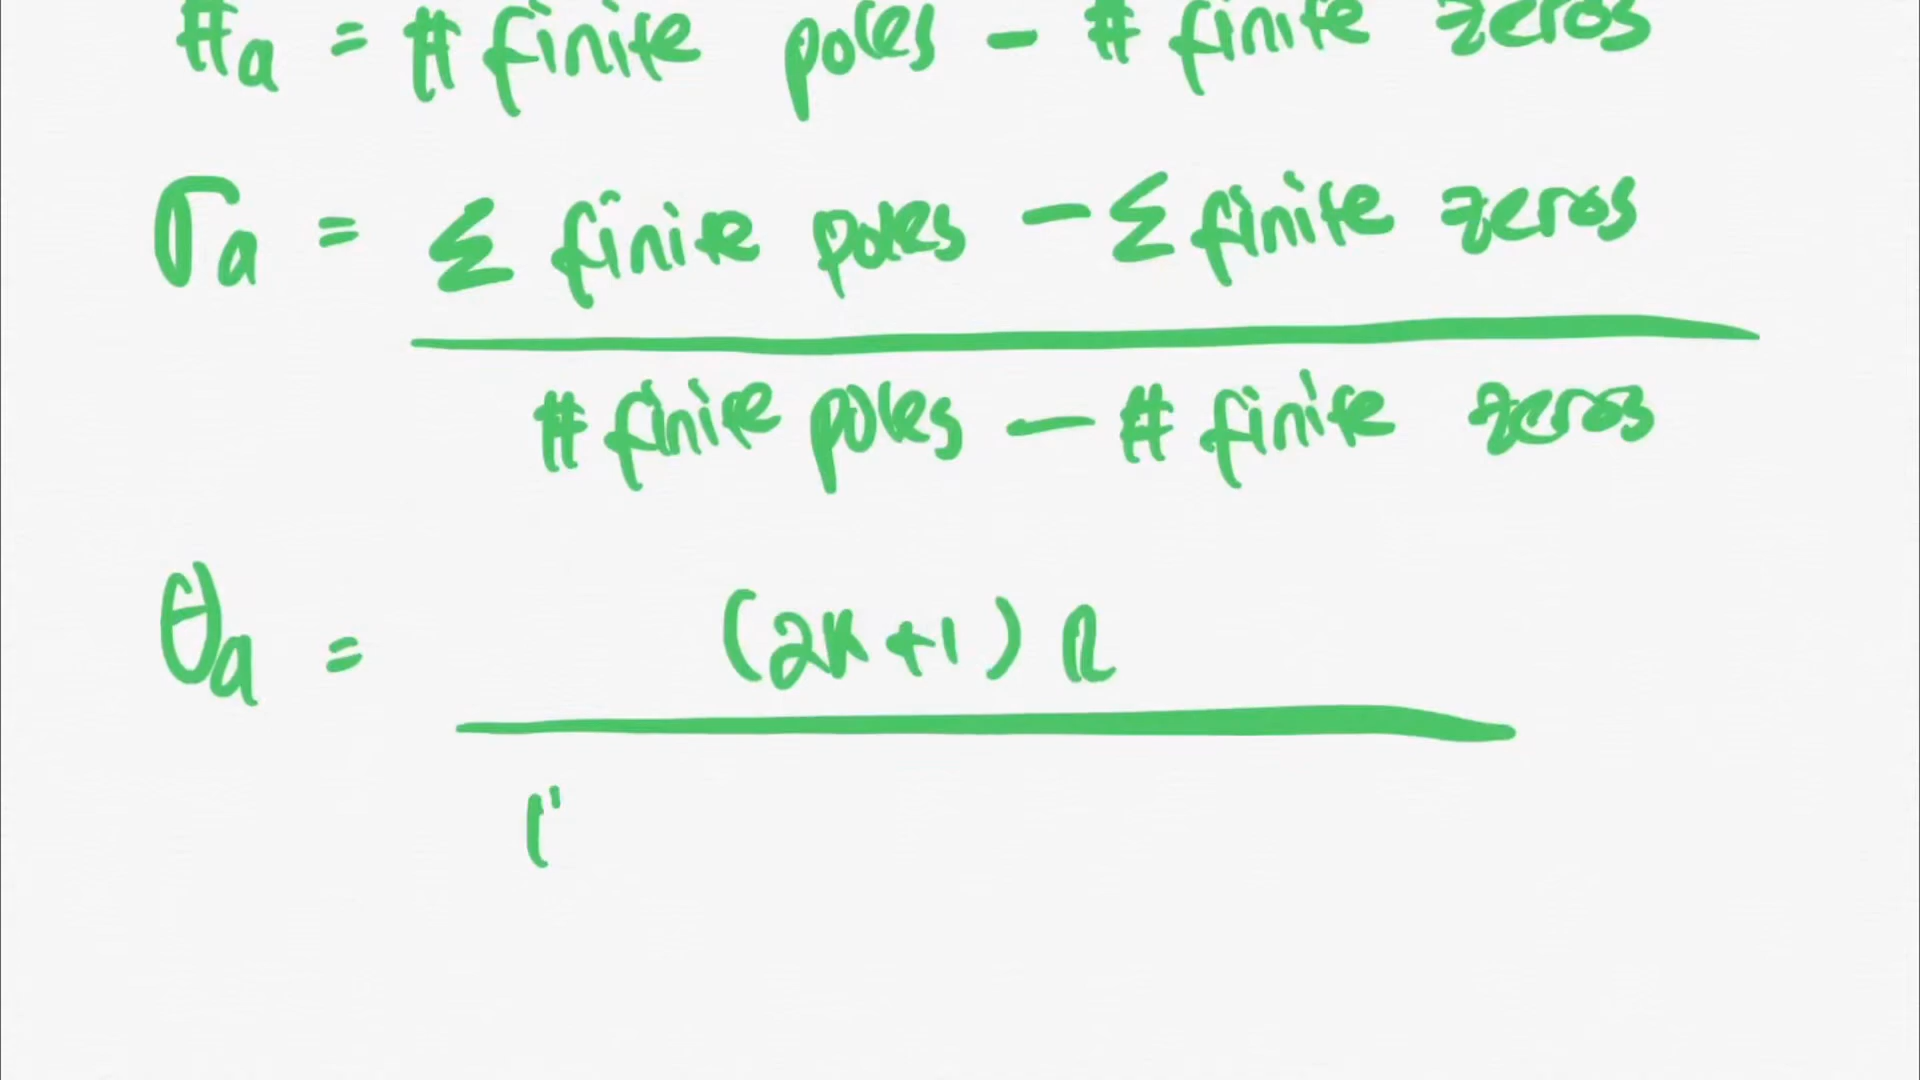 #a = # finite poles - # finite zeros
σa = Σ finite poles - Σ finite zeros
# finite poles - # finite zeros
θa = (2k+1) π